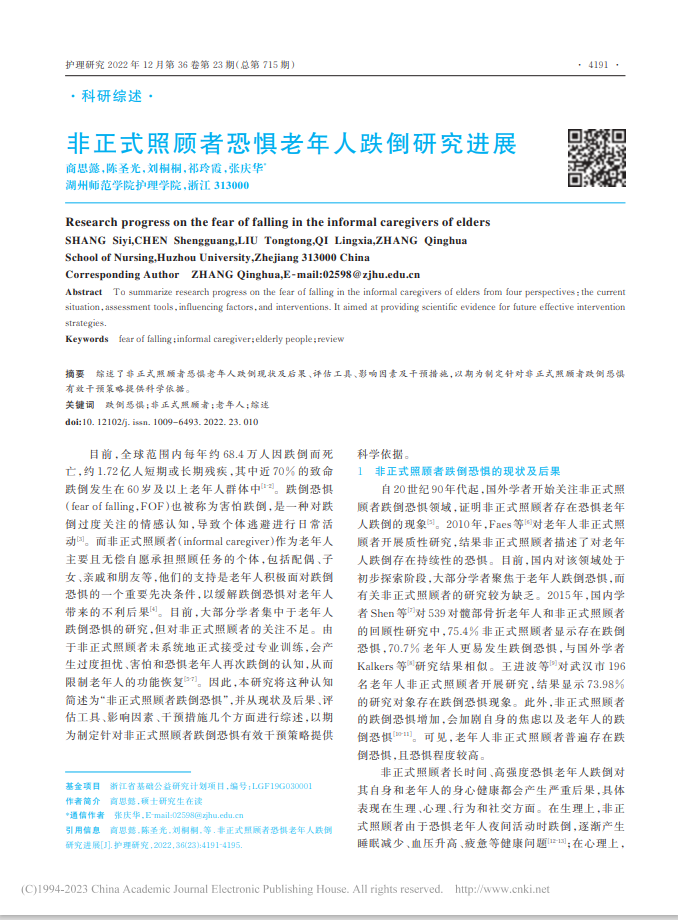 护理研究 2022 年 12 月第 36 卷第 23 期(总第 715 期)
· 4191 ·
·科研综述·
非正式照顾者恐惧老年人跌倒研究进展
商思懿,陈圣光,刘桐桐,祁玲霞,张庆华*
湖州师范学院护理学院,浙江 313000
Research progress on the fear of falling in the informal caregivers of elders
SHANG Siyi,CHEN Shengguang,LIU Tongtong,QI Lingxia,ZHANG Qinghua
School of Nursing,Huzhou University,Zhejiang 313000 China
Corresponding Author ZHANG Qinghua,E-mail:02598@zjhu.edu.cn
Abstract To summarize research progress on the fear of falling in the informal caregivers of elders from four perspectives:the current
situation,assessment tools,influencing factors,and interventions. It aimed at providing scientific evidence for future effective intervention
strategies.
Keywords fear of falling;informal caregiver;elderly people;review
摘要 综述了非正式照顾者恐惧老年人跌倒现状及后果、评估工具、影响因素及干预措施,以期为制定针对非正式照顾者跌倒恐惧
有效干预策略提供科学依据。
关键词 跌倒恐惧;非正式照顾者;老年人;综述
doi:10. 12102/j. issn. 1009-6493. 2022. 23. 010
目前,全球范围内每年约 68.4 万人因跌倒而死
亡,约 1.72 亿人短期或长期残疾,其中近 70% 的致命
跌倒发生在 60 岁及以上老年人群体中[1-2]。跌倒恐惧
(fear of falling,FOF)也被称为害怕跌倒,是一种对跌
倒过度关注的情感认知,导致个体逃避进行日常活
动[3]。而非正式照顾者(informal caregiver)作为老年人
主要且无偿自愿承担照顾任务的个体,包括配偶、子
女、亲戚和朋友等,他们的支持是老年人积极面对跌倒
恐惧的一个重要先决条件,以缓解跌倒恐惧对老年人
带来的不利后果[4]。目前,大部分学者集中于老年人
跌倒恐惧的研究,但对非正式照顾者的关注不足。由
于非正式照顾者未系统地正式接受过专业训练,会产
生过度担忧、害怕和恐惧老年人再次跌倒的认知,从而
限制老年人的功能恢复[5-7]。因此,本研究将这种认知
简述为“非正式照顾者跌倒恐惧”,并从现状及后果、评
估工具、影响因素、干预措施几个方面进行综述,以期
为制定针对非正式照顾者跌倒恐惧有效干预策略提供
基金项目 浙江省基础公益研究计划项目,编号:LGF19G030001
作者简介 商思懿,硕士研究生在读
*通信作者 张庆华,E-mail:02598@zjhu.edu.cn
引用信息 商思懿,陈圣光,刘桐桐,等.非正式照顾者恐惧老年人跌倒
研究进展[J].护理研究,2022,36(23):4191-4195.
科学依据。
1 非正式照顾者跌倒恐惧的现状及后果
自 20 世纪 90 年代起,国外学者开始关注非正式照
顾者跌倒恐惧领域,证明非正式照顾者存在恐惧老年
人跌倒的现象[5]。2010 年,Faes 等[6]对老年人非正式照
顾者开展质性研究,结果非正式照顾者描述了对老年
人跌倒存在持续性的恐惧。目前,国内对该领域处于
初步探索阶段,大部分学者聚焦于老年人跌倒恐惧,而
有关非正式照顾者的研究较为缺乏。2015 年,国内学
者 Shen 等[7]对 539 对髋部骨折老年人和非正式照顾者
的回顾性研究中,75.4% 非正式照顾者显示存在跌倒
恐惧,70.7% 老年人更易发生跌倒恐惧,与国外学者
Kalkers 等[8]研究结果相似。王进波等[9]对武汉市 196
名老年人非正式照顾者开展研究,结果显示 73.98%
的研究对象存在跌倒恐惧现象。此外,非正式照顾者
的跌倒恐惧增加,会加剧自身的焦虑以及老年人的跌
倒恐惧[10-11]。可见,老年人非正式照顾者普遍存在跌
倒恐惧,且恐惧程度较高。
非正式照顾者长时间、高强度恐惧老年人跌倒对
其自身和老年人的身心健康都会产生严重后果,具体
表现在生理、心理、行为和社交方面。在生理上,非正
式照顾者由于恐惧老年人夜间活动时跌倒,逐渐产生
睡眠减少、血压升高、疲惫等健康问题[12-13];在心理上,
(C)1994-2023 China Academic Journal Electronic Publishing House. All rights reserved. http://www.cnki.net